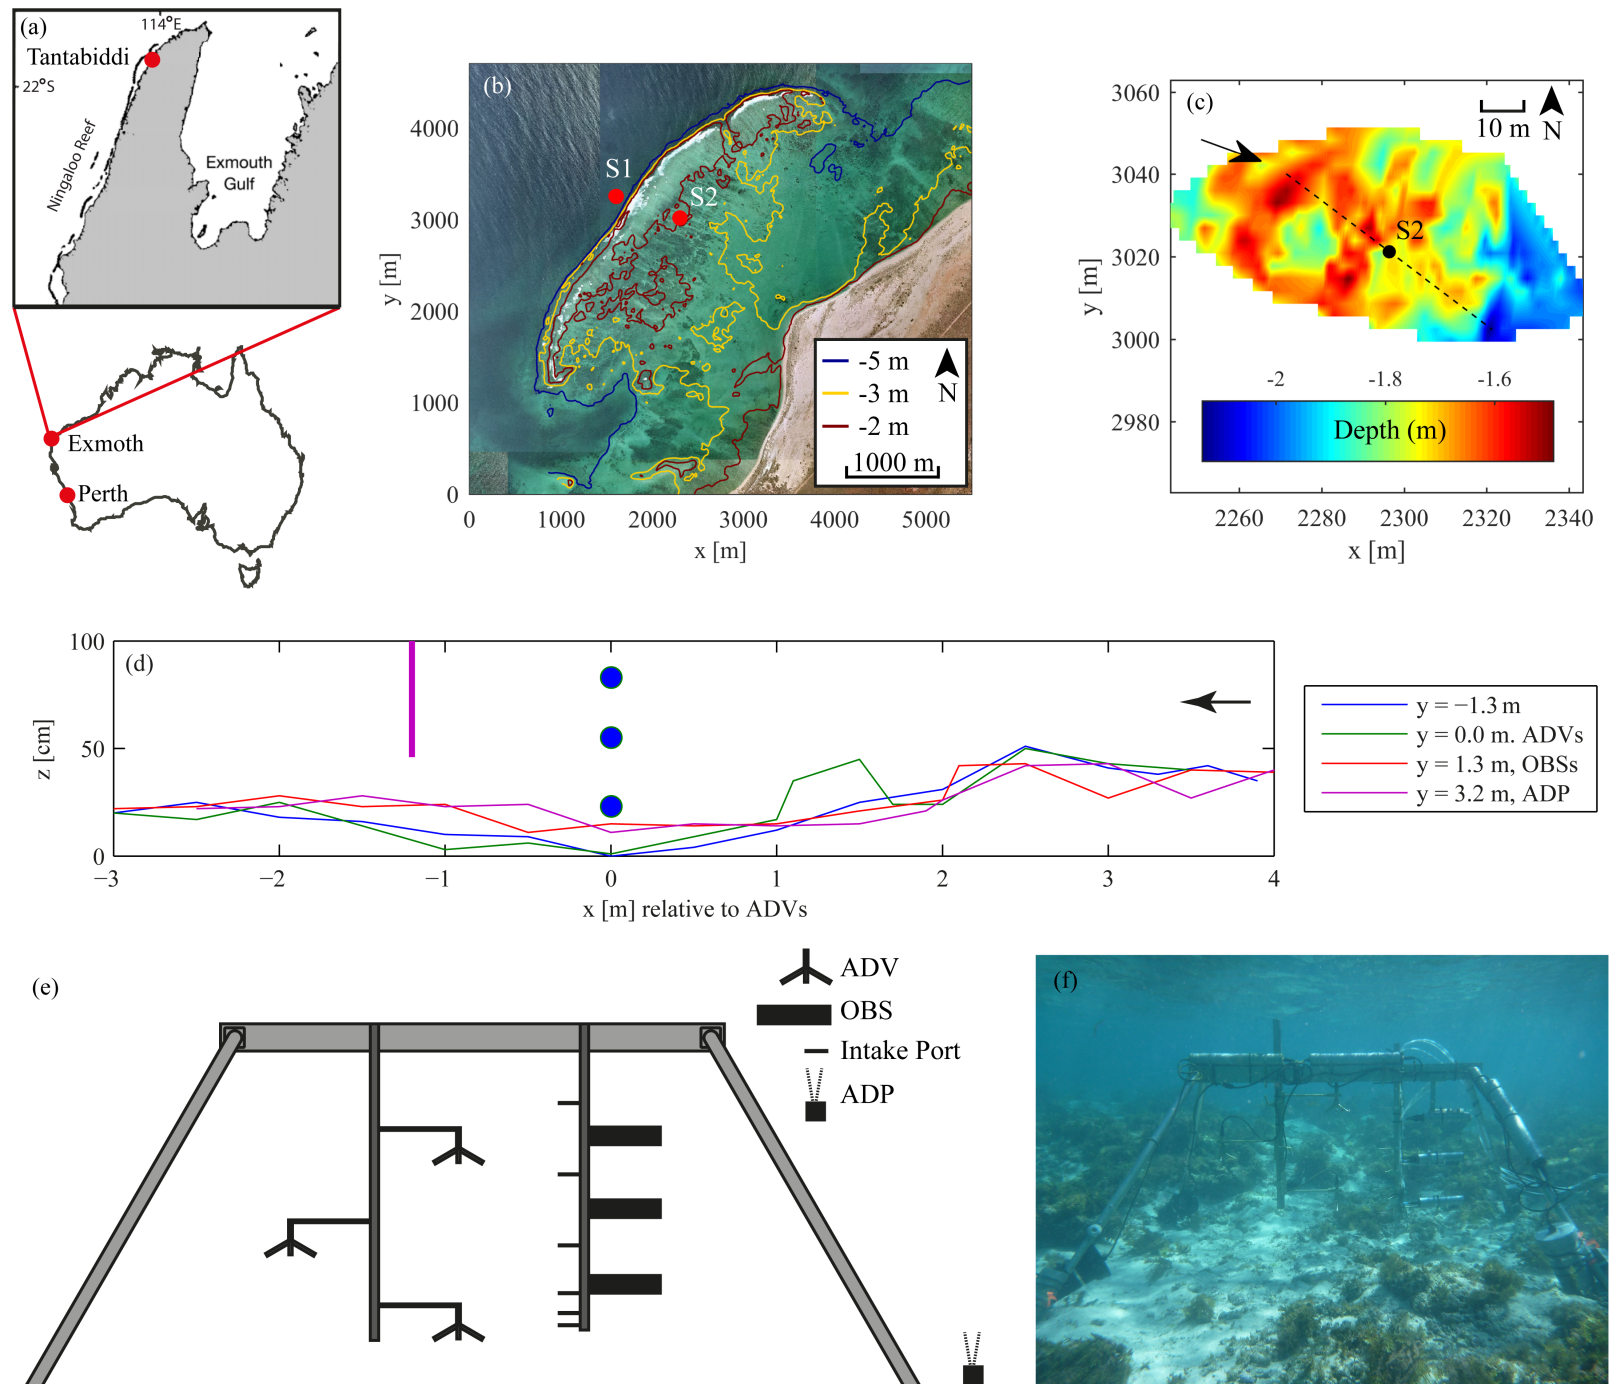 (a)
114°E
Tantabiddi
22°S
Ningaloo Reef
Exmouth
Gulf
Exmoth
Perth
(b)
S1
S2
4000
3000
2000
1000
0
y [m]
0 1000 2000 3000 4000 5000
x [m]
-5 m
-3 m
-2 m
N
1000 m
(c)
10 m N
S2
3060
3040
3020
3000
2980
y [m]
-2 -1.8 -1.6
Depth (m)
2260 2280 2300 2320 2340
x [m]
(d)
100
50
0
z [cm]
−3 −2 −1 0 1 2 3 4
x [m] relative to ADVs
y = −1.3 m
y = 0.0 m. ADVs
y = 1.3 m, OBSs
y = 3.2 m, ADP
(e)
ADV
OBS
Intake Port
ADP
(f)